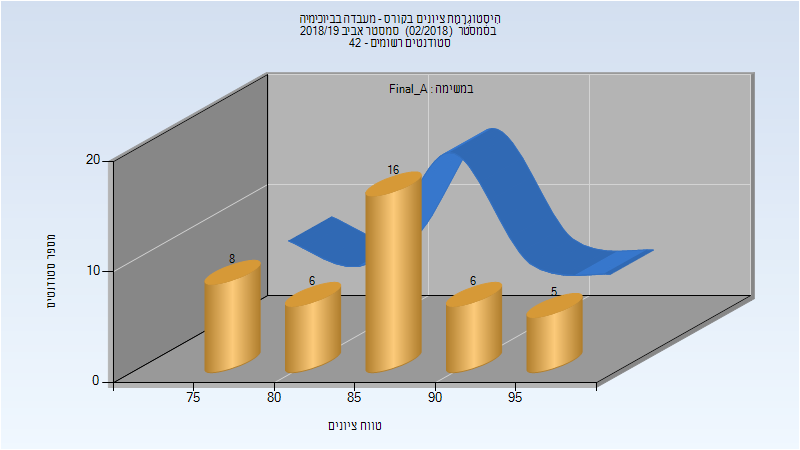 היסטוגרמת ציונים בקורס - מעבדה בביוכימיה
בסמסטר (02/2018) סמסטר אביב 2018/19
סטודנטים רשומים - 42
במשימה : Final_A
מספר סטודנטים
20
10
0
8
6
16
6
5
75
80
85
90
95
טווח ציונים